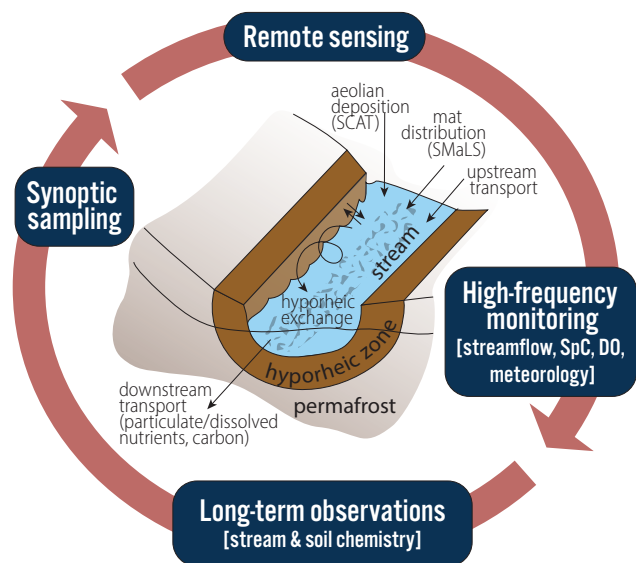 Remote sensing
aeolian
deposition
(SCAT)
mat
distribution
(SMaLS)
upstream
transport
Synoptic
sampling
stream
hyporheic
exchange
High-frequency
monitoring
[streamflow, SpC, DO,
meteorology]
hyporheic zone
permafrost
downstream
transport
(particulate/dissolved
nutrients, carbon)
Long-term observations
[stream & soil chemistry]